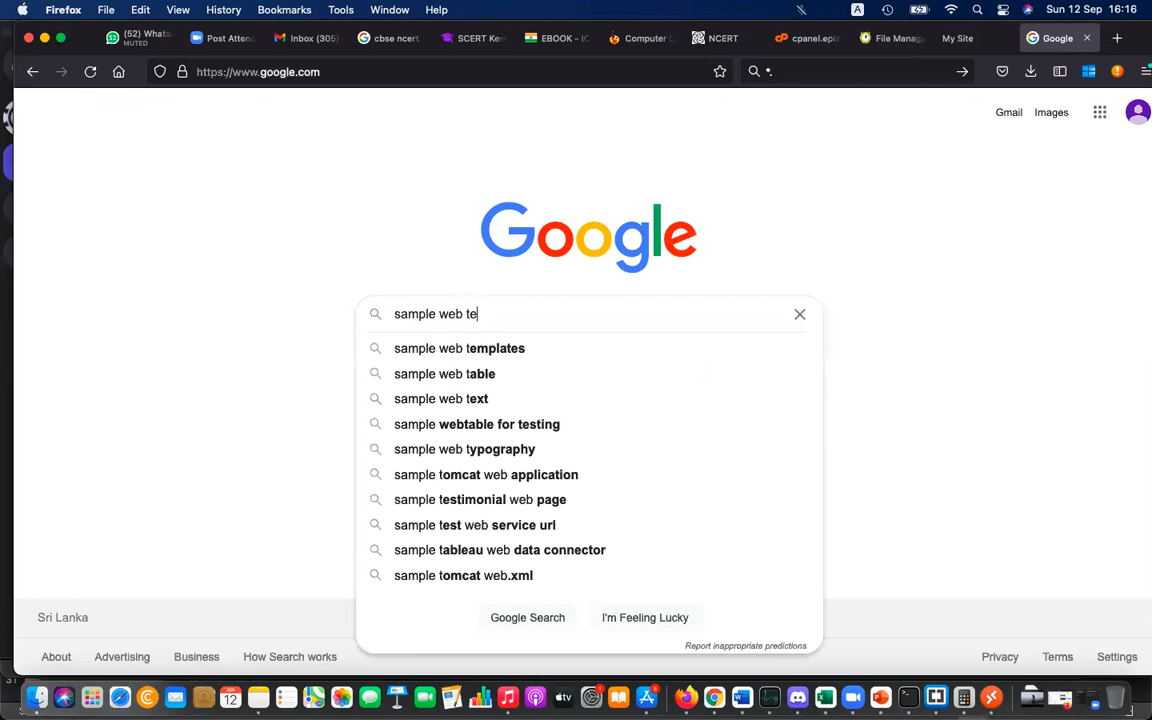 Firefox File Edit View History Bookmarks Tools Window Help A Sun 12 Sep 16:16
(52) Whats
MUTED
Post Atten
Inbox (305
cbse ncert
SCERT Ker
EBOOK - IC
Computer
NCERT
cpanel.epiz
File Manag
My Site
Google
https://www.google.com
*.
Gmail Images
Google
sample web te
sample web templates
sample web table
sample web text
sample webtable for testing
sample web typography
sample tomcat web application
sample testimonial web page
sample test web service url
sample tableau web data connector
sample tomcat web.xml
Google Search I'm Feeling Lucky
Report inappropriate predictions
Sri Lanka
About Advertising Business How Search works Privacy Terms Settings